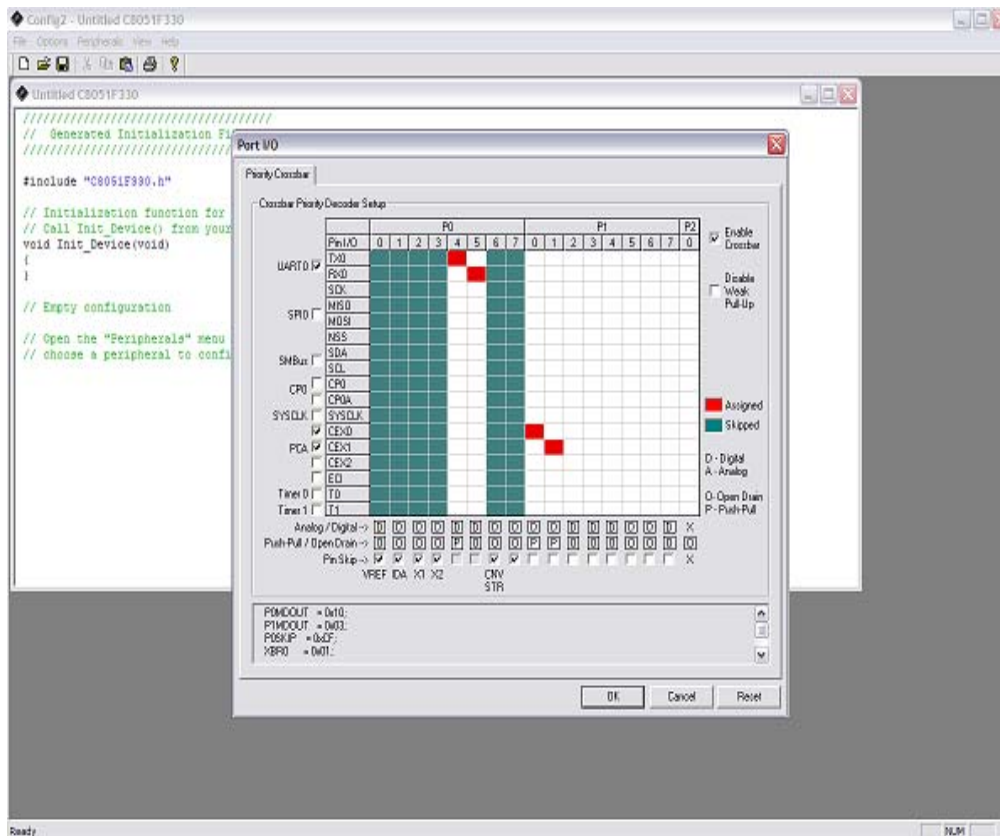 Config2 - Untitled C8051F330
File Options Peripherals View Help
Untitled C8051F330
//////////////////////////////////////
// Generated Initialization Fi
#include "C8051F330.h"
// Initialization function for
// Call Init_Device() from your
void Init_Device(void)
{
}
// Empty configuration
// Open the "Peripherals" menu
// choose a peripheral to confi
Port I/O
Priority Crossbar
Crossbar Priority Decoder Setup
P0 P1 P2
Pin I/O 0 1 2 3 4 5 6 7 0 1 2 3 4 5 6 7 0
UART0 TX0
RX0
SCK
SPI0 MISO
MOSI
NSS
SMBus SDA
SCL
CP0 CP0
CP0A
SYSCLK SYSCLK
CEX0
PCA CEX1
CEX2
ECI
Timer 0 T0
Timer 1 T1
Analog / Digital ->
Push-Pull / Open Drain ->
Pin Skip ->
VREF IDA X1 X2 CNV
STR
Enable
Crossbar
Disable
Weak
Pull-Up
Assigned
Skipped
D - Digital
A - Analog
O - Open Drain
P - Push-Pull
P0MDOUT = 0x10;
P1MDOUT = 0x03;
P0SKIP = 0xCF;
XBR0 = 0x01;
OK Cancel Reset
Ready NUM